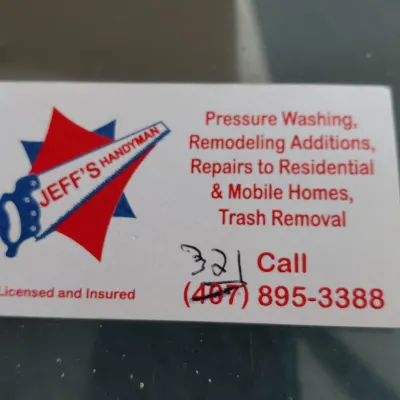 JEFF'S HANDYMAN
Licensed and Insured
Pressure Washing,
Remodeling Additions,
Repairs to Residential
& Mobile Homes,
Trash Removal
321 Call
(407) 895-3388